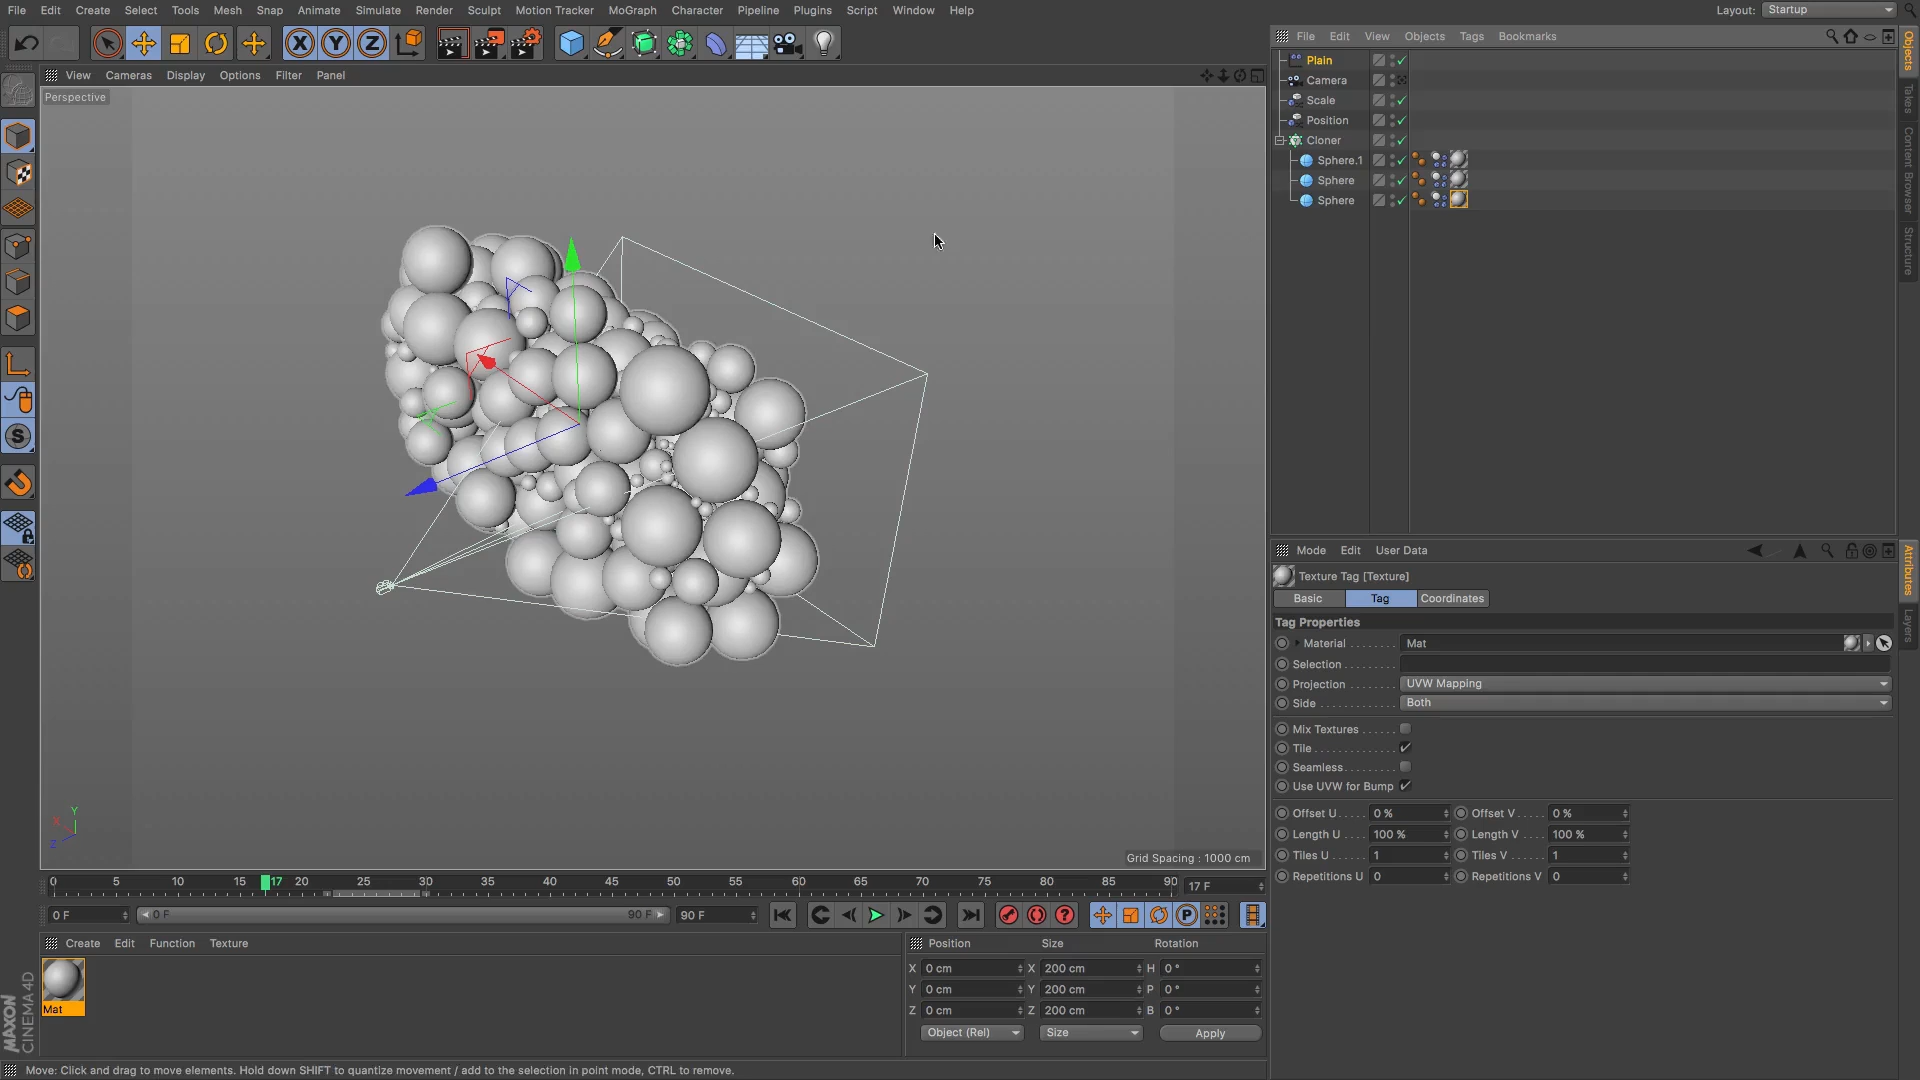 File Edit Create Select Tools Mesh Snap Animate Simulate Render Sculpt Motion Tracker MoGraph Character Pipeline Plugins Script Window Help
Layout: Startup
File Edit View Objects Tags Bookmarks
View Cameras Display Options Filter Panel
Perspective
Plain
Camera
Scale
Position
Cloner
Sphere.1
Sphere
Sphere
Objects
Takes
Content Browser
Structure
Mode Edit User Data
Texture Tag [Texture]
Basic Tag Coordinates
Tag Properties
Material Mat
Selection
Projection UVW Mapping
Side Both
Mix Textures
Tile
Seamless
Use UVW for Bump
Offset U 0 % Offset V 0 %
Length U 100 % Length V 100 %
Tiles U 1 Tiles V 1
Repetitions U 0 Repetitions V 0
Attributes
Layers
Y
X
Z
Grid Spacing : 1000 cm
0 5 10 15 17 20 25 30 35 40 45 50 55 60 65 70 75 80 85 90 17 F
0 F 0 F 90 F 90 F
Create Edit Function Texture
Mat
Position Size Rotation
X 0 cm X 200 cm H 0 °
Y 0 cm Y 200 cm P 0 °
Z 0 cm Z 200 cm B 0 °
Object (Rel) Size Apply
MAXON
CINEMA 4D
Move: Click and drag to move elements. Hold down SHIFT to quantize movement / add to the selection in point mode, CTRL to remove.